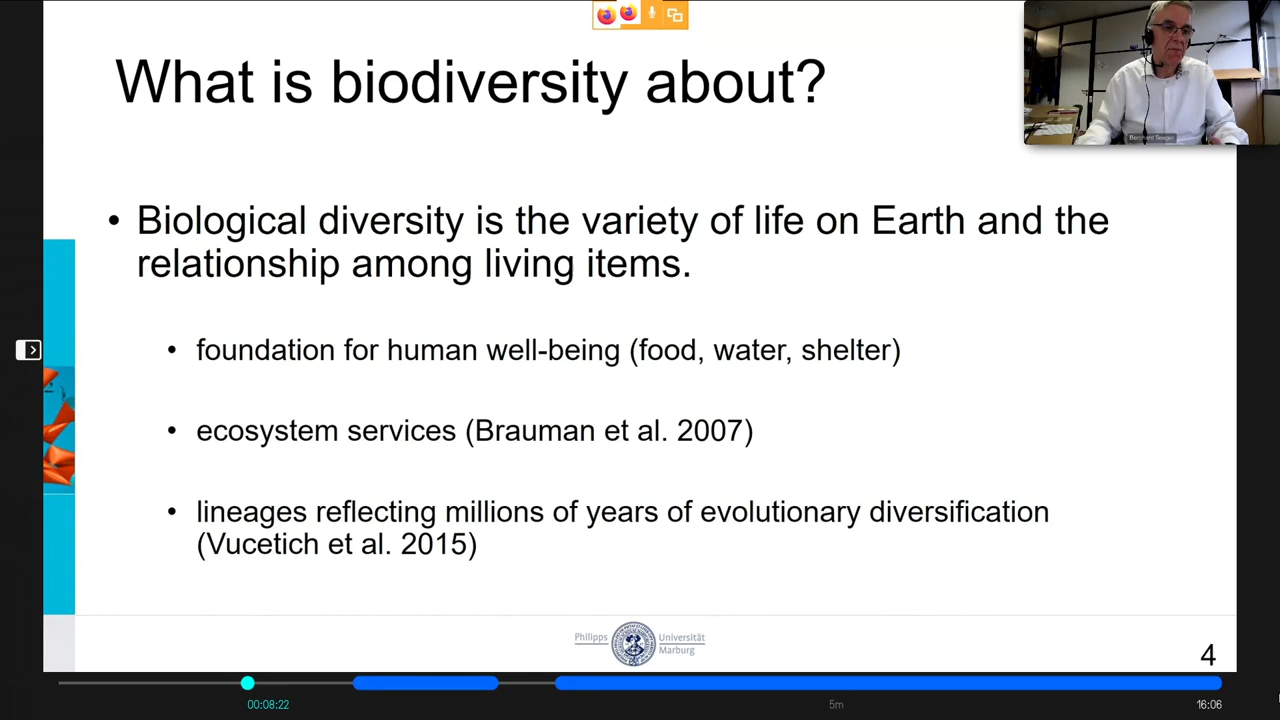 What is biodiversity about?
Bernhard Seeger
• Biological diversity is the variety of life on Earth and the
relationship among living items.
• foundation for human well-being (food, water, shelter)
• ecosystem services (Brauman et al. 2007)
• lineages reflecting millions of years of evolutionary diversification
(Vucetich et al. 2015)
Philipps Universität
Marburg
4
00:08:22
5m
16:06